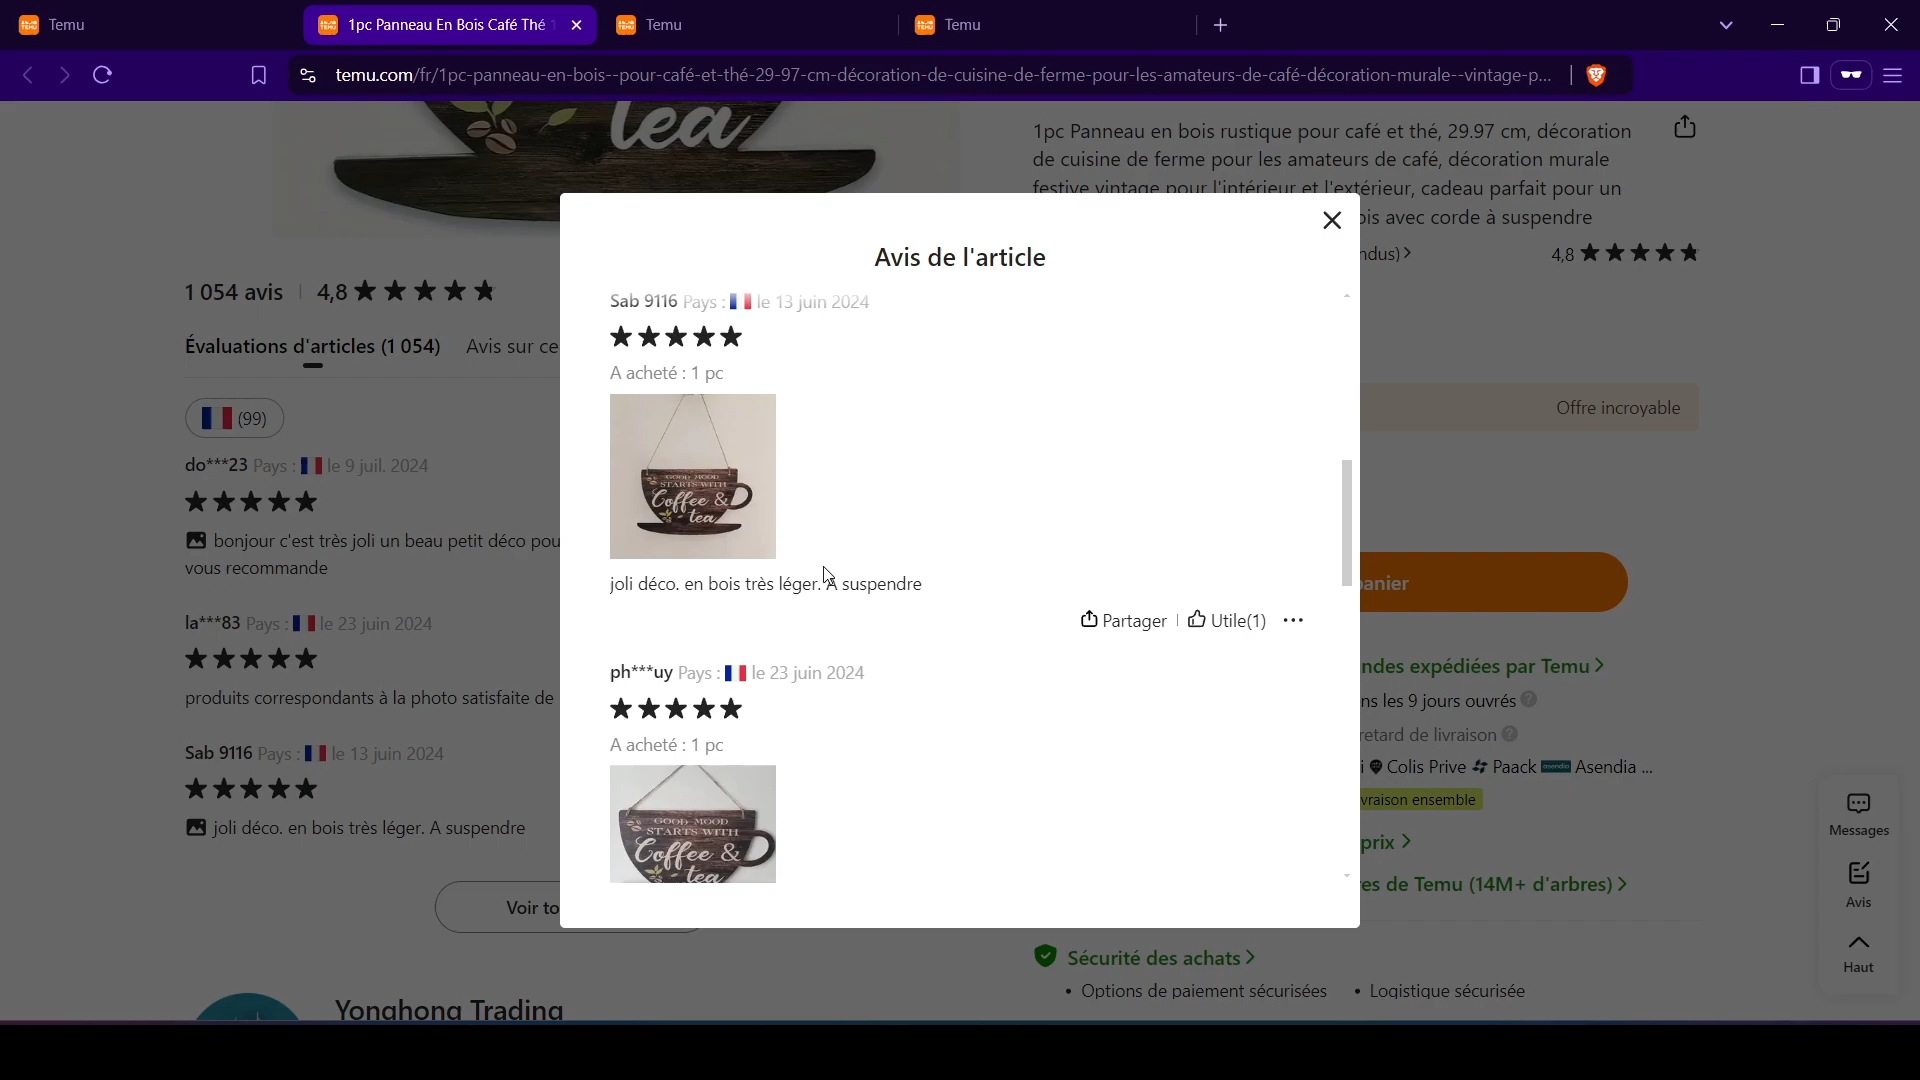 Temu
1pc Panneau En Bois Café Thé
Temu
Temu
temu.com/fr/1pc-panneau-en-bois--pour-café-et-thé-29-97-cm-décoration-de-cuisine-de-ferme-pour-les-amateurs-de-café-décoration-murale--vintage-p...
tea
1pc Panneau en bois rustique pour café et thé, 29.97 cm, décoration
de cuisine de ferme pour les amateurs de café, décoration murale
festive vintage pour l'intérieur et l'extérieur, cadeau parfait pour un
is avec corde à suspendre
ndus)
4,8
1 054 avis
4,8
Évaluations d'articles (1 054)
Avis sur ce
(99)
do***23 Pays : le 9 juil. 2024
bonjour c'est très joli un beau petit déco pou
vous recommande
la***83 Pays : le 23 juin 2024
produits correspondants à la photo satisfaite de
Sab 9116 Pays : le 13 juin 2024
joli déco. en bois très léger. A suspendre
Voir to
Yonghong Trading
Avis de l'article
Sab 9116 Pays : le 13 juin 2024
A acheté : 1 pc
GOOD MOOD
STARTS WITH
Coffee &
tea
joli déco. en bois très léger. A suspendre
Partager
Utile(1)
ph***uy Pays : le 23 juin 2024
A acheté : 1 pc
GOOD MOOD
STARTS WITH
Coffee &
tea
Offre incroyable
anier
ndes expédiées par Temu
ns les 9 jours ouvrés
retard de livraison
i Colis Prive Paack asendia Asendia ...
vraison ensemble
prix
es de Temu (14M+ d'arbres)
Sécurité des achats
• Options de paiement sécurisées
• Logistique sécurisée
Messages
Avis
Haut